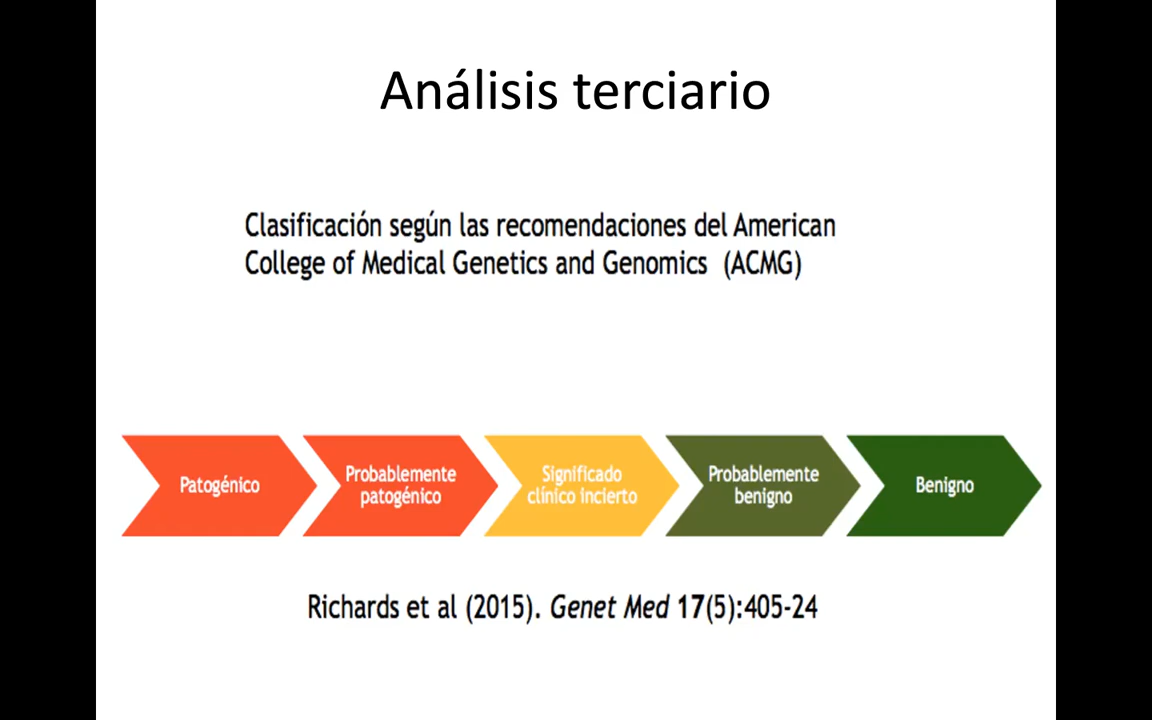 Análisis terciario
Clasificación según las recomendaciones del American
College of Medical Genetics and Genomics (ACMG)
Patogénico
Probablemente
patogénico
Significado
clínico incierto
Probablemente
benigno
Benigno
Richards et al (2015). Genet Med 17(5):405-24